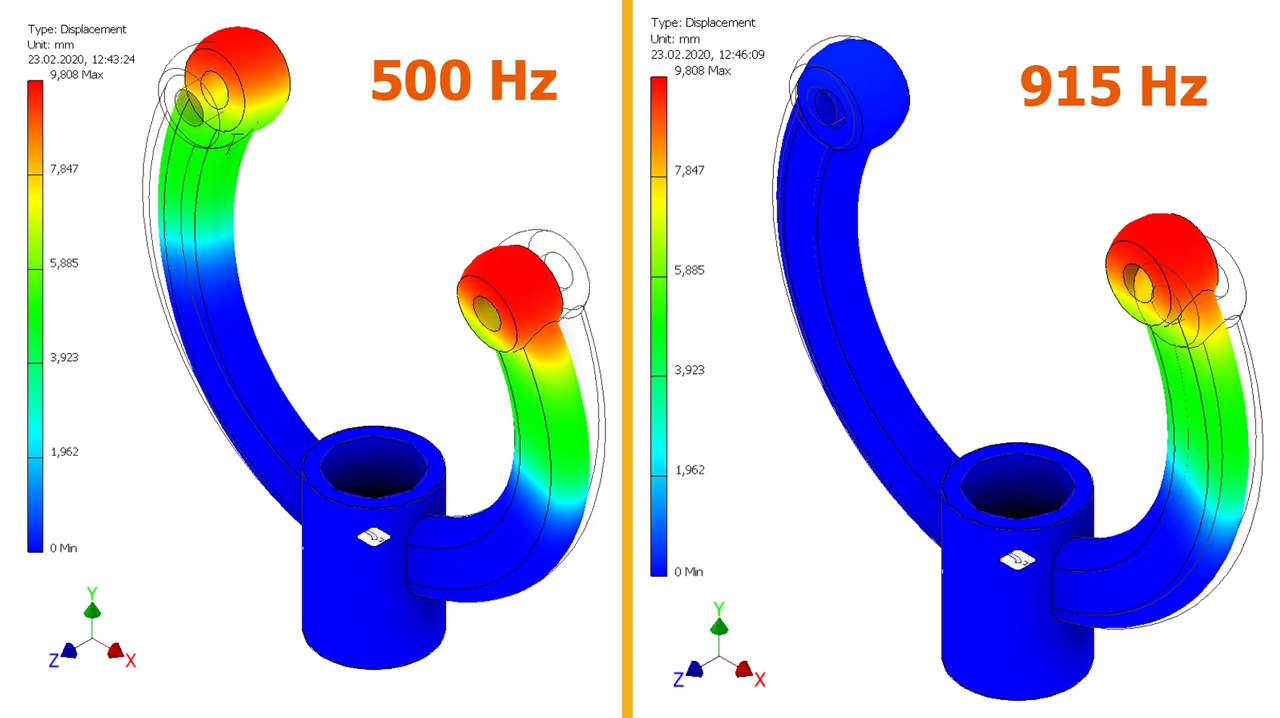 Type: Displacement
Unit: mm
23.02.2020, 12:43:24
9,808 Max
7,847
5,885
3,923
1,962
0 Min
500 Hz
Y
Z
X
Type: Displacement
Unit: mm
23.02.2020, 12:46:09
9,808 Max
7,847
5,885
3,923
1,962
0 Min
915 Hz
Y
Z
X